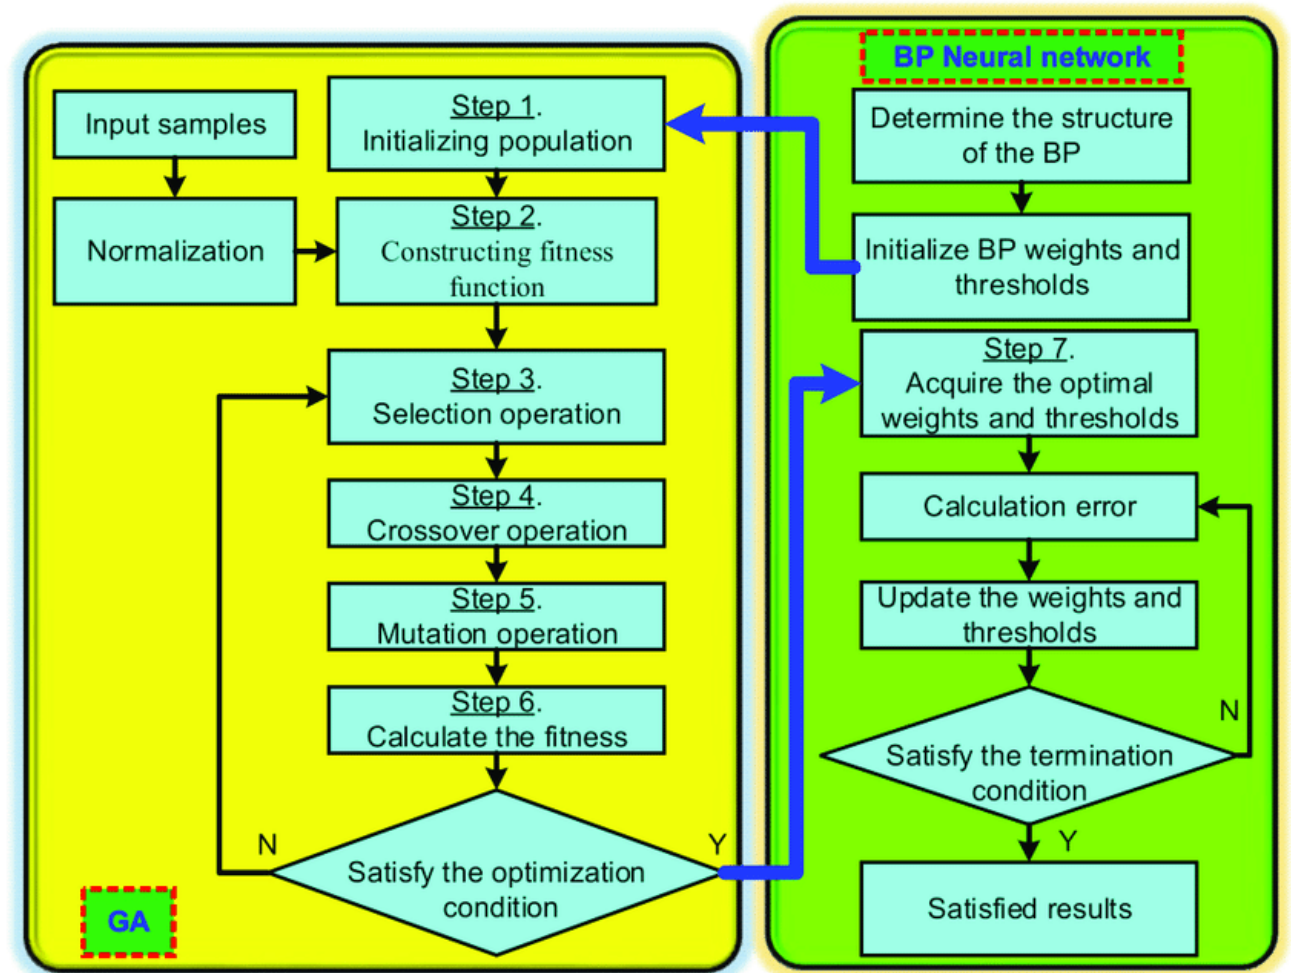 Input samples
Normalization
Step 1.
Initializing population
Step 2.
Constructing fitness
function
Step 3.
Selection operation
Step 4.
Crossover operation
Step 5.
Mutation operation
Step 6.
Calculate the fitness
N
Y
Satisfy the optimization
condition
GA
BP Neural network
Determine the structure
of the BP
Initialize BP weights and
thresholds
Step 7.
Acquire the optimal
weights and thresholds
Calculation error
Update the weights and
thresholds
N
Satisfy the termination
condition
Y
Satisfied results